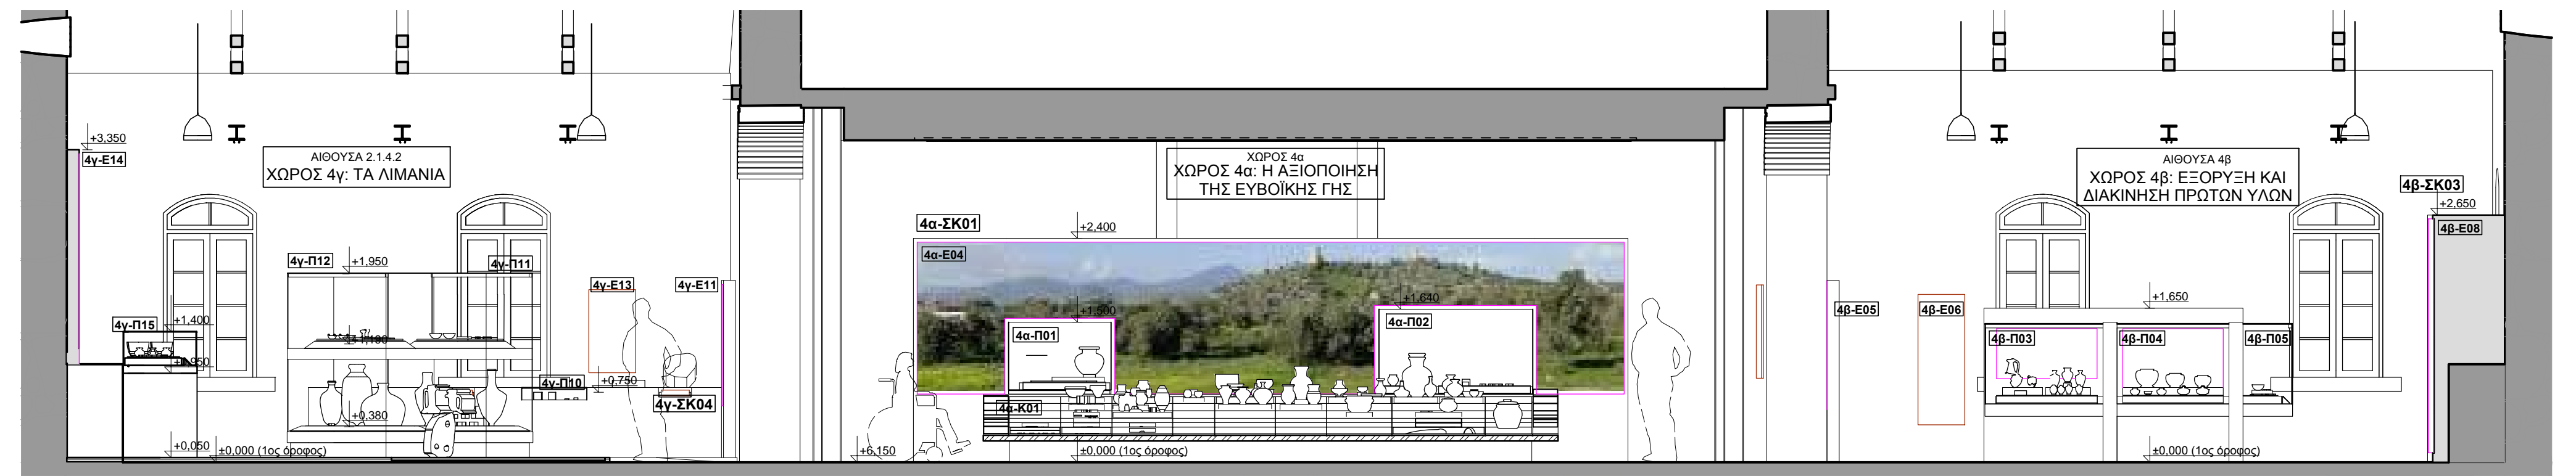 +3,350
4γ-Ε14
ΑΙΘΟΥΣΑ 2.1.4.2
ΧΩΡΟΣ 4γ: ΤΑ ΛΙΜΑΝΙΑ
4γ-Π12
+1,950
4γ-Π11
4γ-Ε13
4γ-Ε11
4γ-Π15
+1,400
+0,950
4γ-Π10
+0,750
4γ-ΣΚ04
+0,380
+0,050
±0,000 (1ος όροφος)
ΧΩΡΟΣ 4α
ΧΩΡΟΣ 4α: Η ΑΞΙΟΠΟΙΗΣΗ
ΤΗΣ ΕΥΒΟΪΚΗΣ ΓΗΣ
4α-ΣΚ01
+2,400
4α-Ε04
+1,500
4α-Π01
+1,640
4α-Π02
4α-Κ01
+6,150
±0,000 (1ος όροφος)
ΑΙΘΟΥΣΑ 4β
ΧΩΡΟΣ 4β: ΕΞΟΡΥΞΗ ΚΑΙ
ΔΙΑΚΙΝΗΣΗ ΠΡΩΤΩΝ ΥΛΩΝ
4β-ΣΚ03
+2,650
4β-Ε08
4β-Ε05
4β-Ε06
+1,650
4β-Π03
4β-Π04
4β-Π05
±0,000 (1ος όροφος)